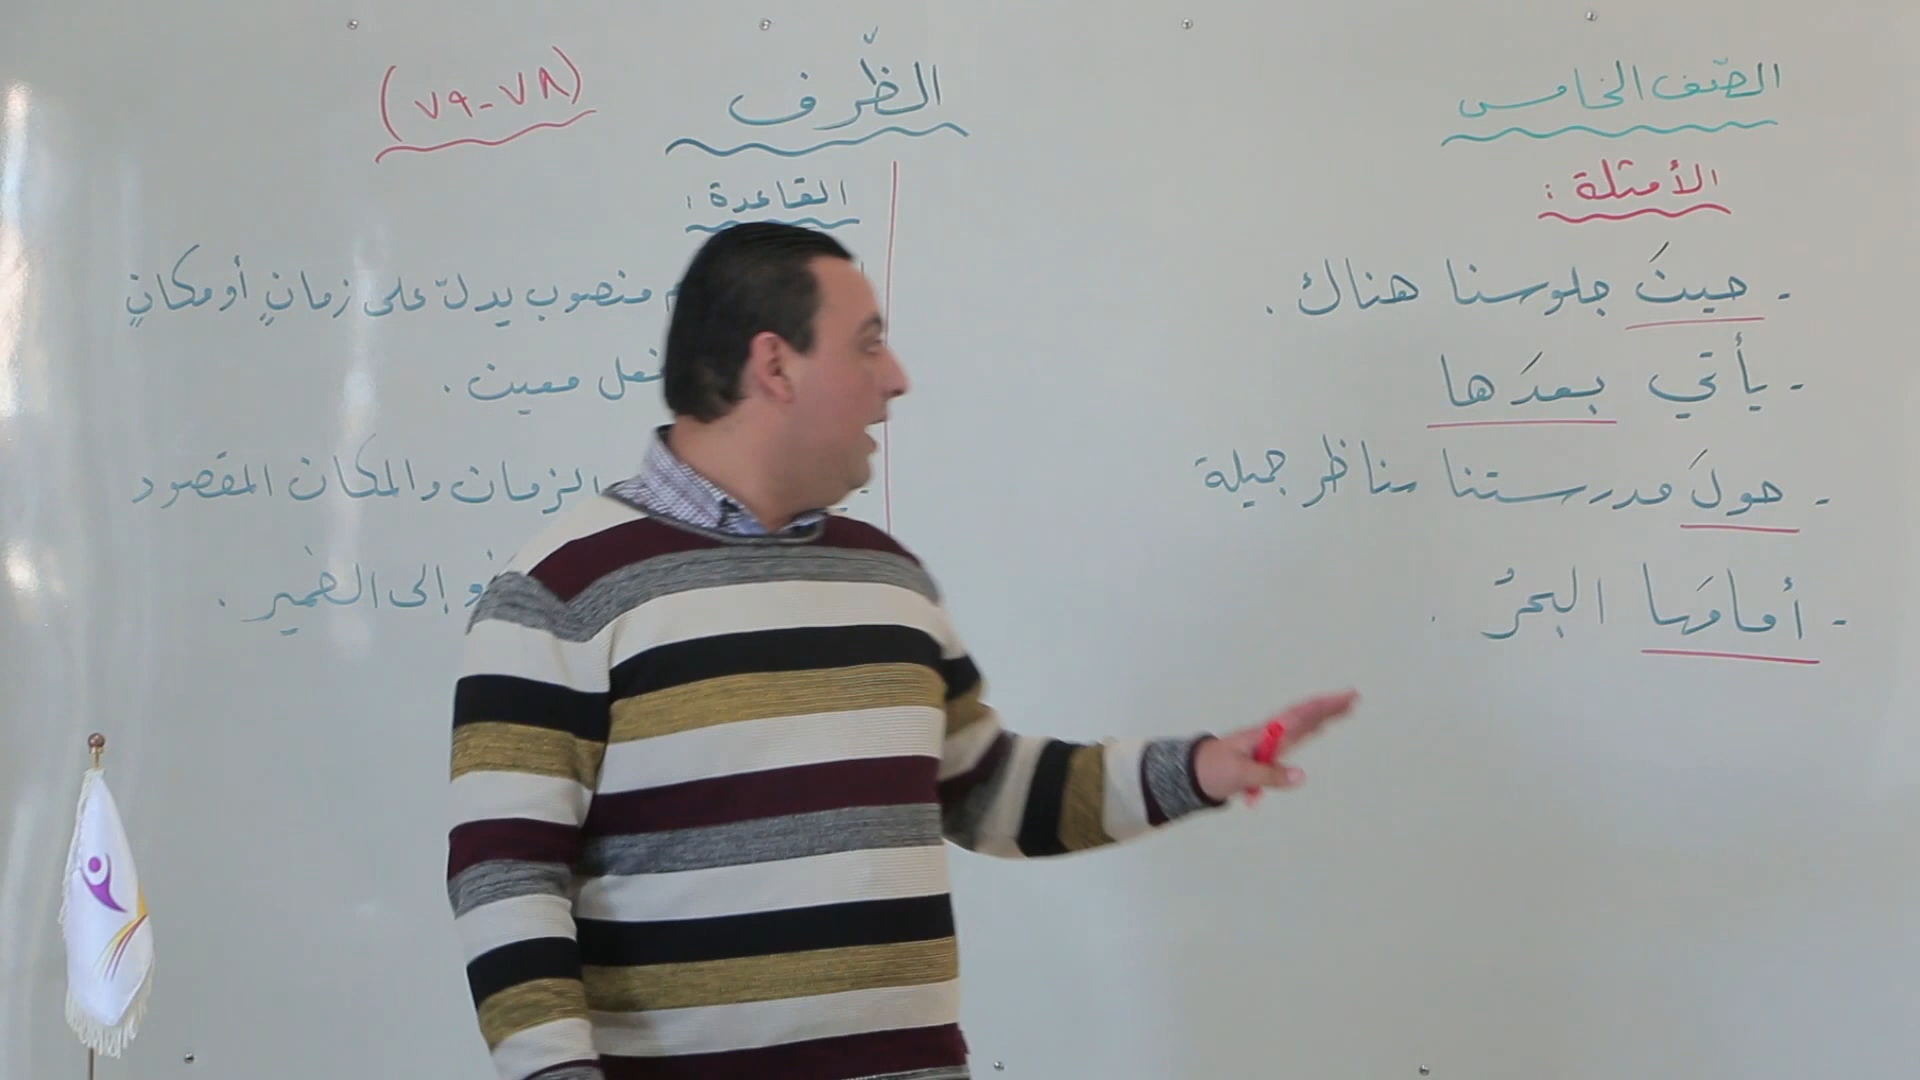 الصّف الخامس
الظّرف
(٧٨-٧٩)
الأمثلة :
- حينَ جلوسنا هناك .
- يأتي بعدَها
- حولَ مدرستنا مناظر جميلة
- أمامَها البحرُ .
القاعدة :
منصوب يدلّ على زمانٍ أو مكانٍ
فعل معين .
الزمان والمكان المقصود
إلى الضمير .